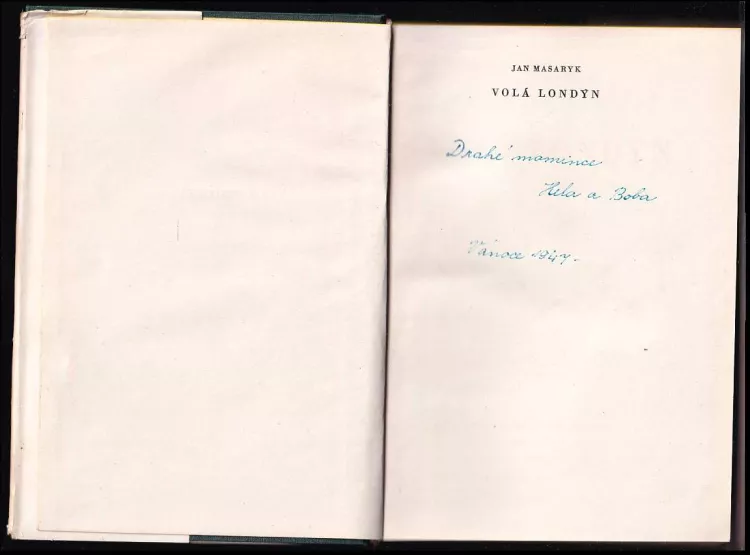 JAN MASARYK
VOLÁ LONDÝN
Drahé mamince
Hela a Boba
Vánoce 1947.